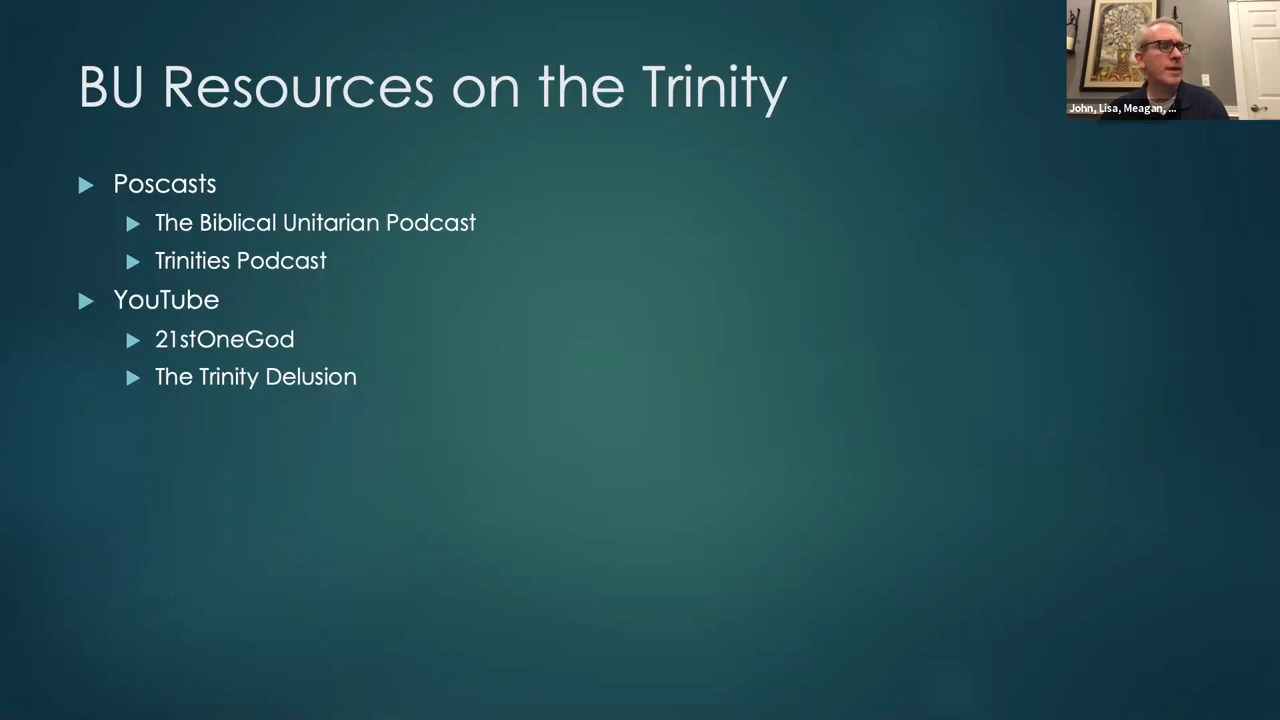 BU Resources on the Trinity
John, Lisa, Meagan, ...
Poscasts
The Biblical Unitarian Podcast
Trinities Podcast
YouTube
21stOneGod
The Trinity Delusion